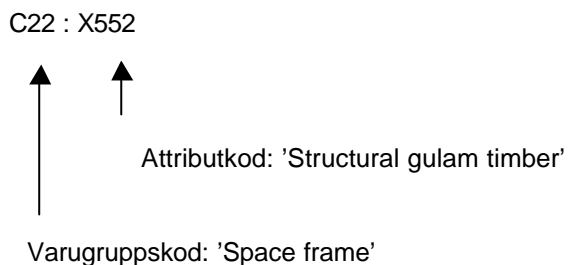 C22 : X552
Attributkod: ’Structural gulam timber’
Varugruppskod: ’Space frame’